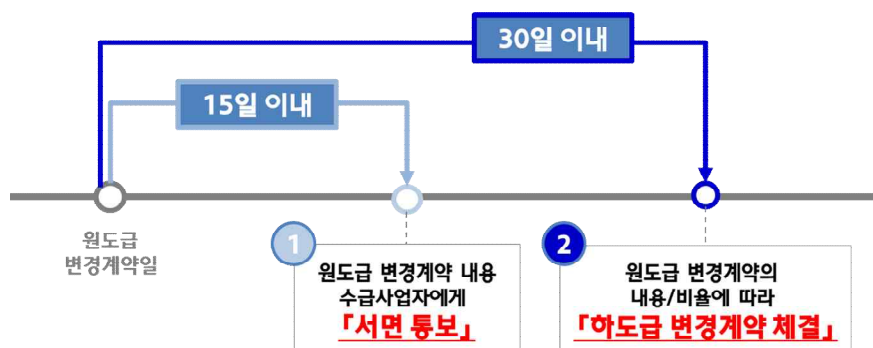 30일 이내
15일 이내
원도급
변경계약일
1
원도급 변경계약 내용
수급사업자에게
「서면 통보」
2
원도급 변경계약의
내용/비율에 따라
「하도급 변경계약 체결」